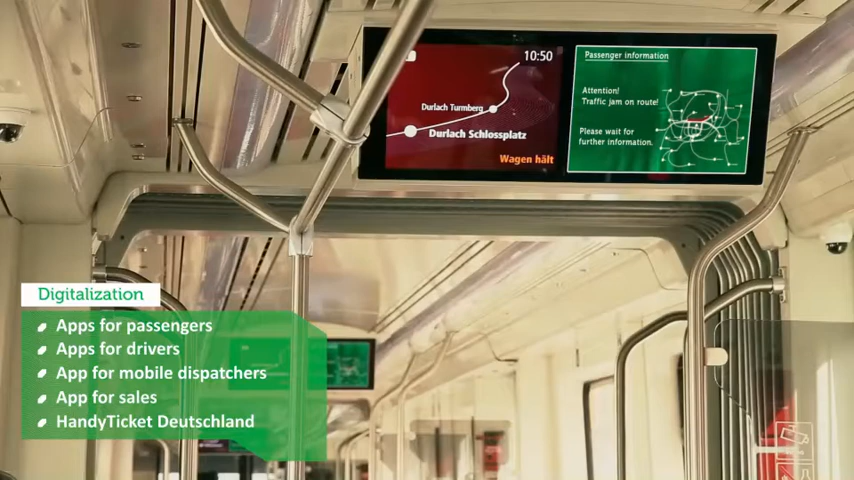 10:50
Durlach Turmberg
Durlach Schlossplatz
Wagen hält
Passenger information
Attention!
Traffic jam on route!
Please wait for
further information.
Digitalization
Apps for passengers
Apps for drivers
App for mobile dispatchers
App for sales
HandyTicket Deutschland